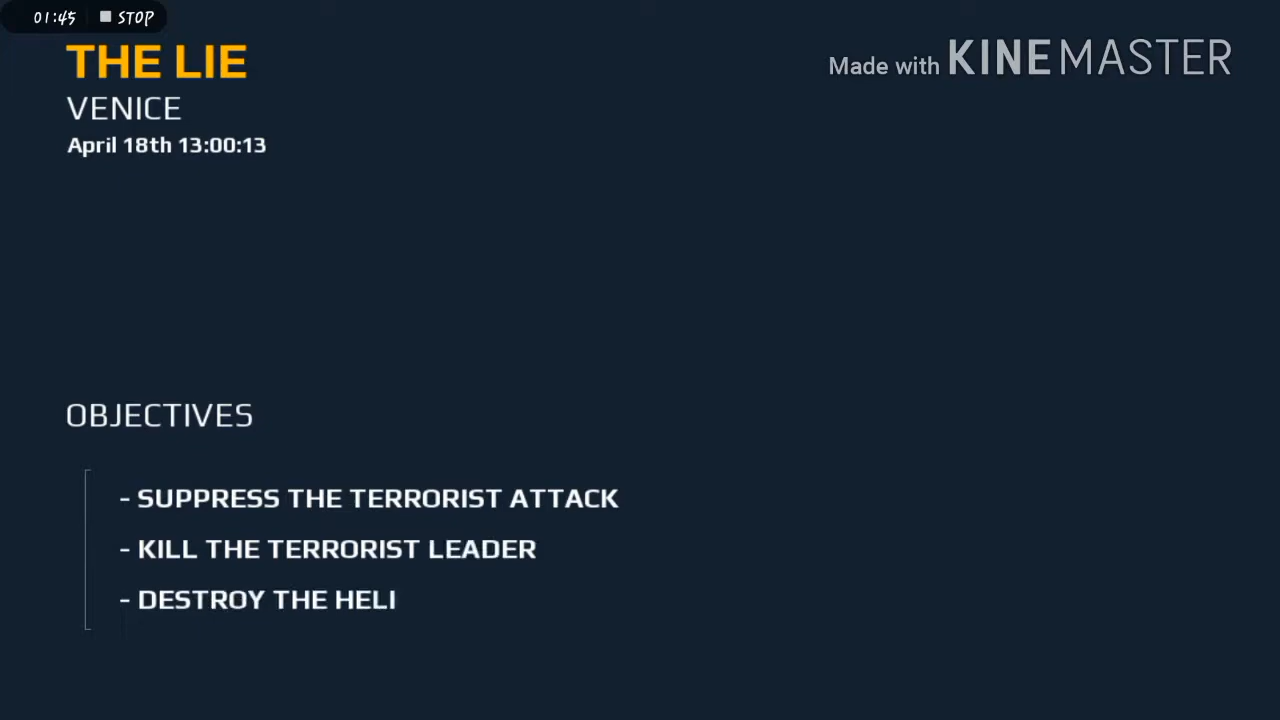 01:45 STOP
THE LIE
Made with KINEMASTER
VENICE
April 18th 13:00:13
OBJECTIVES
- SUPPRESS THE TERRORIST ATTACK
- KILL THE TERRORIST LEADER
- DESTROY THE HELI